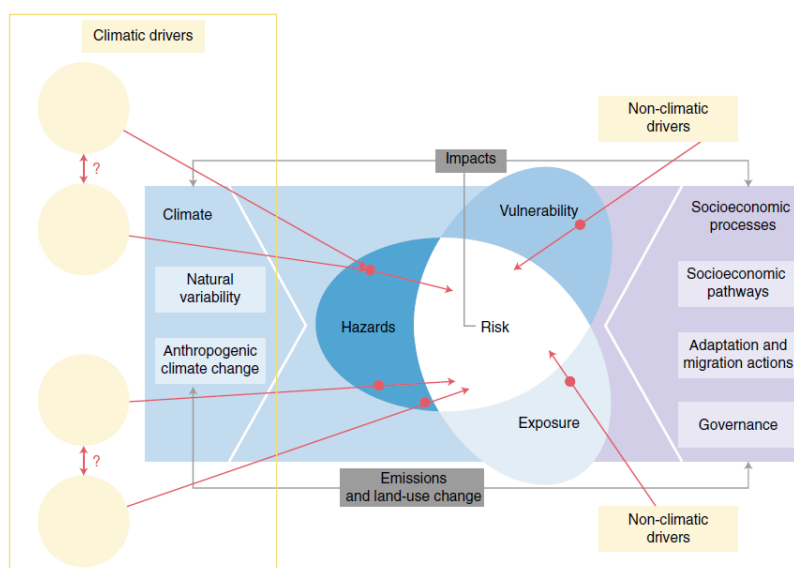 Climatic drivers
Non-climatic
drivers
?
Impacts
Climate
Vulnerability
Socioeconomic
processes
Natural
variability
Socioeconomic
pathways
Hazards
Risk
Anthropogenic
climate change
Adaptation and
migration actions
Exposure
Governance
?
Emissions
and land-use change
Non-climatic
drivers